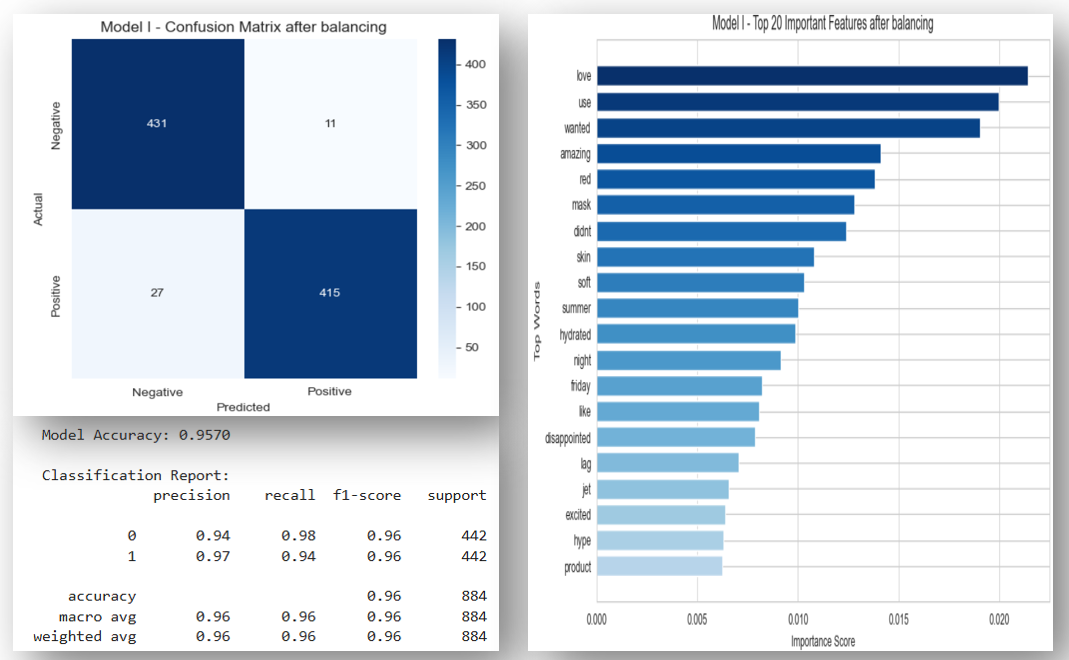 Model I - Confusion Matrix after balancing
Negative
431
11
Actual
Positive
27
415
Negative
Positive
Predicted
400
350
300
250
200
150
100
50
Model Accuracy: 0.9570
Classification Report:
precision recall f1-score support
0 0.94 0.98 0.96 442
1 0.97 0.94 0.96 442
accuracy 0.96 884
macro avg 0.96 0.96 0.96 884
weighted avg 0.96 0.96 0.96 884
Model I - Top 20 Important Features after balancing
Top Words
love
use
wanted
amazing
red
mask
didnt
skin
soft
summer
hydrated
night
friday
like
disappointed
lag
jet
excited
hype
product
0.000 0.005 0.010 0.015 0.020
Importance Score